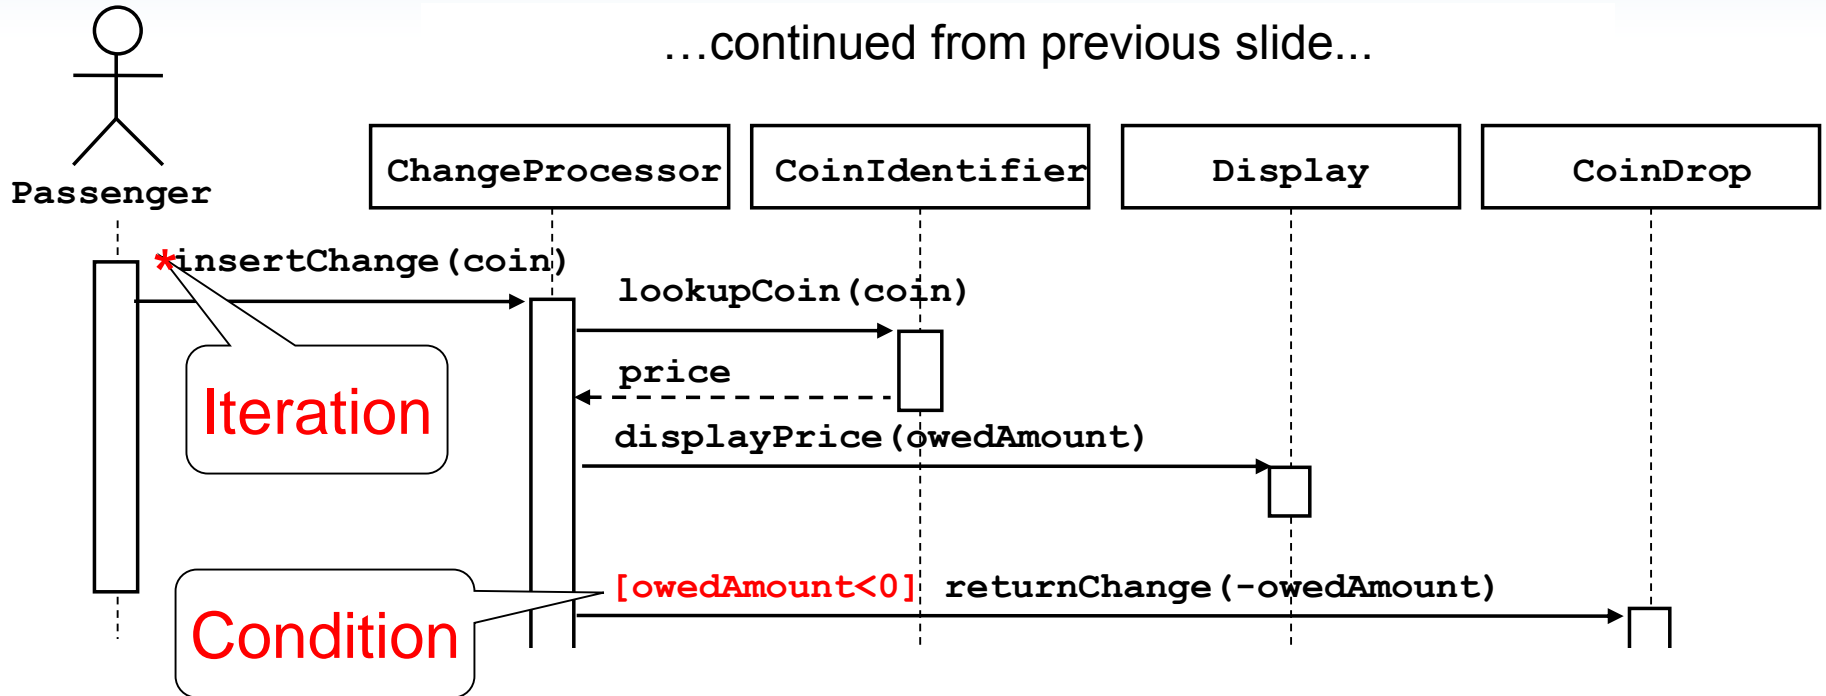 …continued from previous slide...
Passenger
ChangeProcessor
CoinIdentifier
Display
CoinDrop
*insertChange(coin)
lookupCoin(coin)
price
Iteration
displayPrice(owedAmount)
[owedAmount<0] returnChange(-owedAmount)
Condition